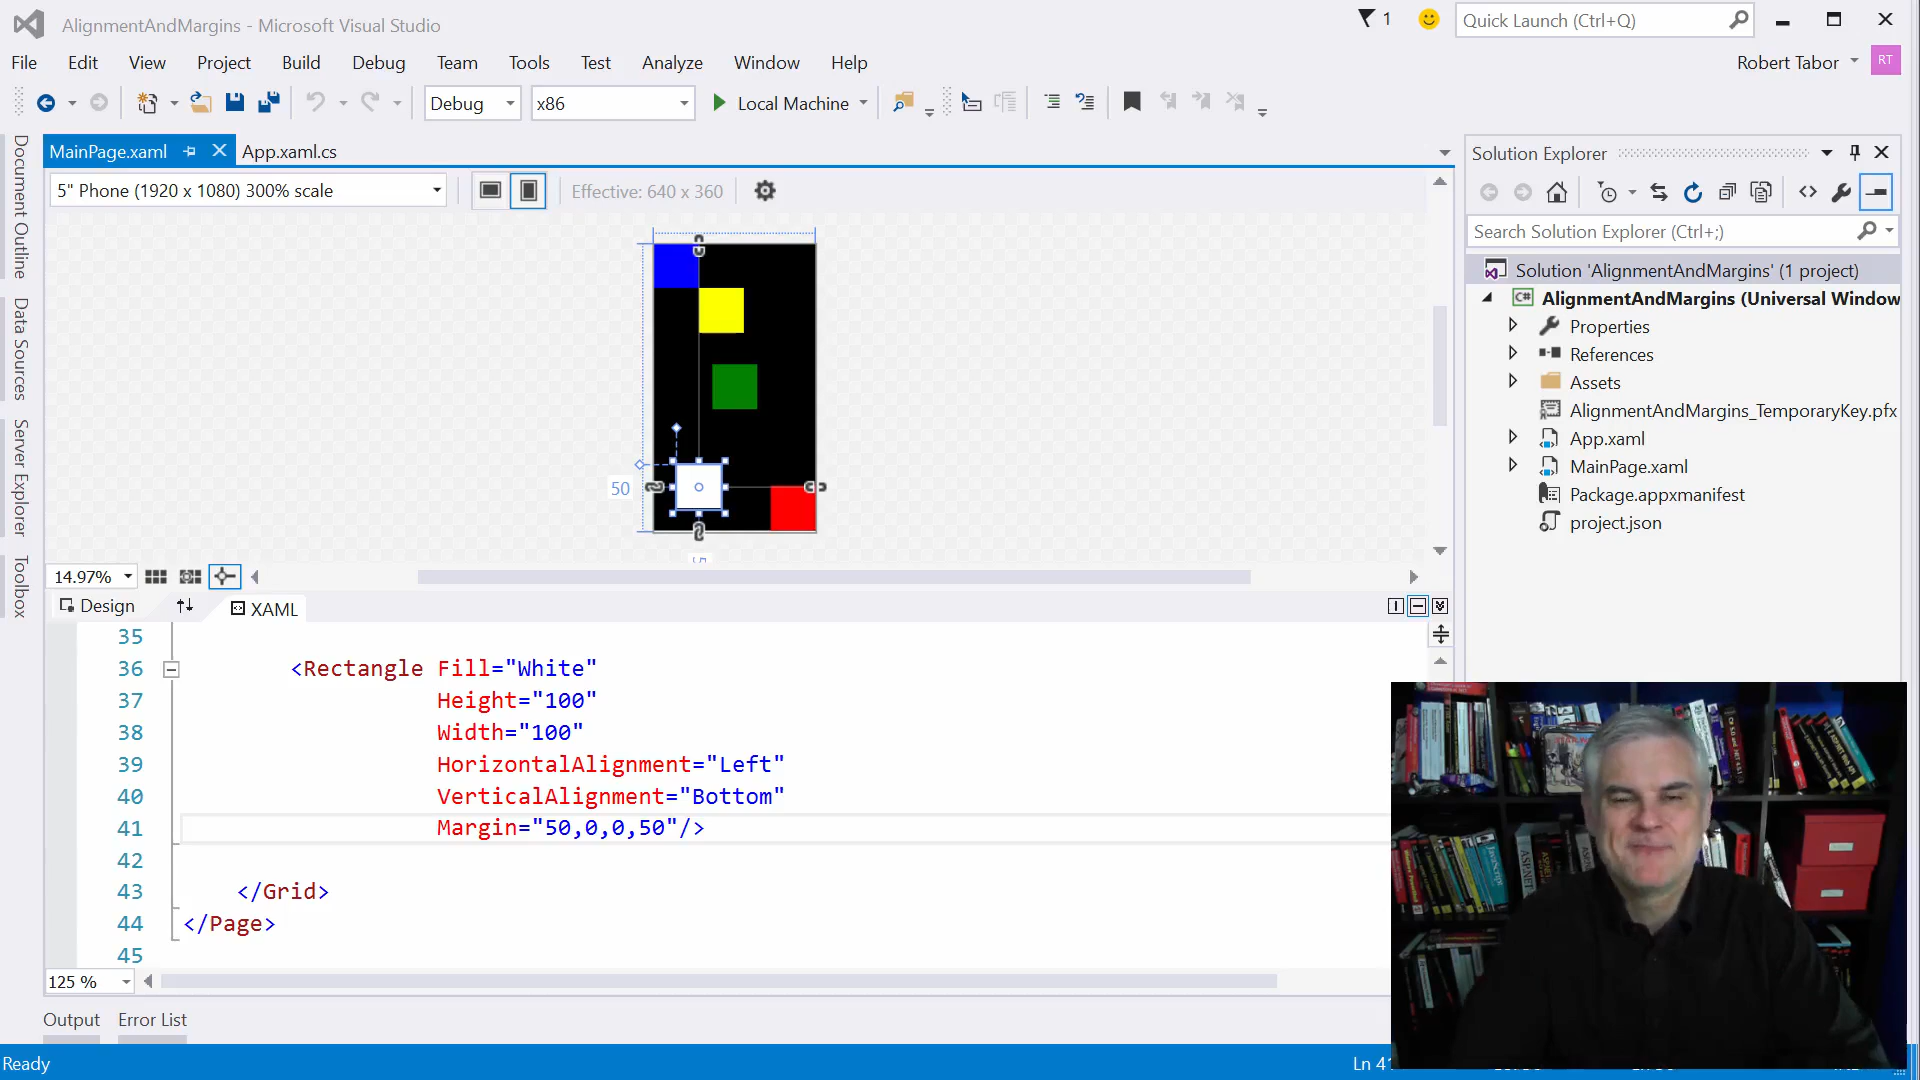 AlignmentAndMargins - Microsoft Visual Studio
1
Quick Launch (Ctrl+Q)
File Edit View Project Build Debug Team Tools Test Analyze Window Help
Robert Tabor RT
Debug x86 Local Machine
MainPage.xaml App.xaml.cs
5" Phone (1920 x 1080) 300% scale
Effective: 640 x 360
Document Outline
Data Sources
Server Explorer
Toolbox
50
14.97%
Design XAML
35
36 <Rectangle Fill="White"
37 Height="100"
38 Width="100"
39 HorizontalAlignment="Left"
40 VerticalAlignment="Bottom"
41 Margin="50,0,0,50"/>
42
43 </Grid>
44 </Page>
45
125 %
Output Error List
Ready
Ln 41
Solution Explorer
Search Solution Explorer (Ctrl+;)
Solution 'AlignmentAndMargins' (1 project)
C# AlignmentAndMargins (Universal Window
Properties
References
Assets
AlignmentAndMargins_TemporaryKey.pfx
App.xaml
MainPage.xaml
Package.appxmanifest
project.json